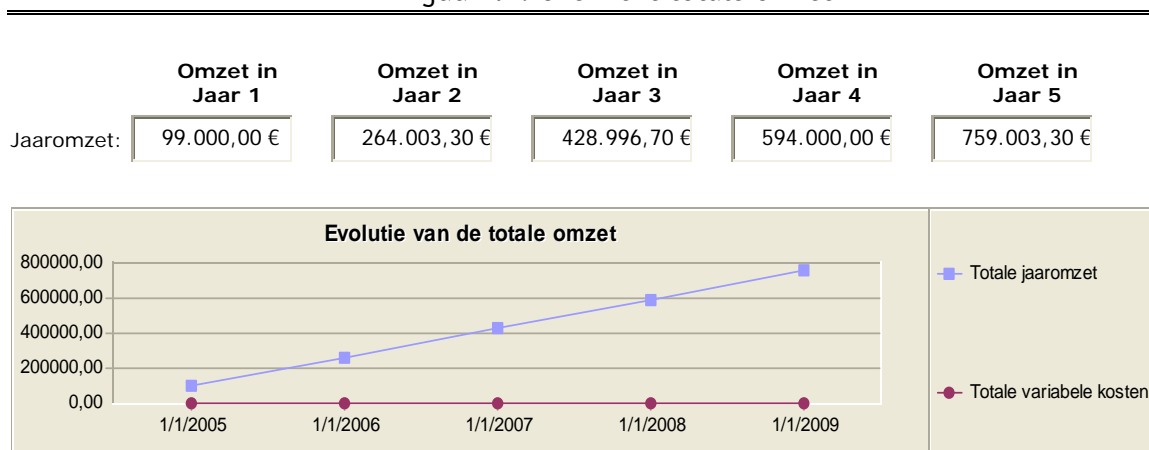 Omzet in Jaar 1
Omzet in Jaar 2
Omzet in Jaar 3
Omzet in Jaar 4
Omzet in Jaar 5
Jaaromzet: 99.000,00 € 264.003,30 € 428.996,70 € 594.000,00 € 759.003,30 €
Evolutie van de totale omzet
800000,00
600000,00
400000,00
200000,00
0,00
1/1/2005 1/1/2006 1/1/2007 1/1/2008 1/1/2009
Totale jaaromzet
Totale variabele kosten